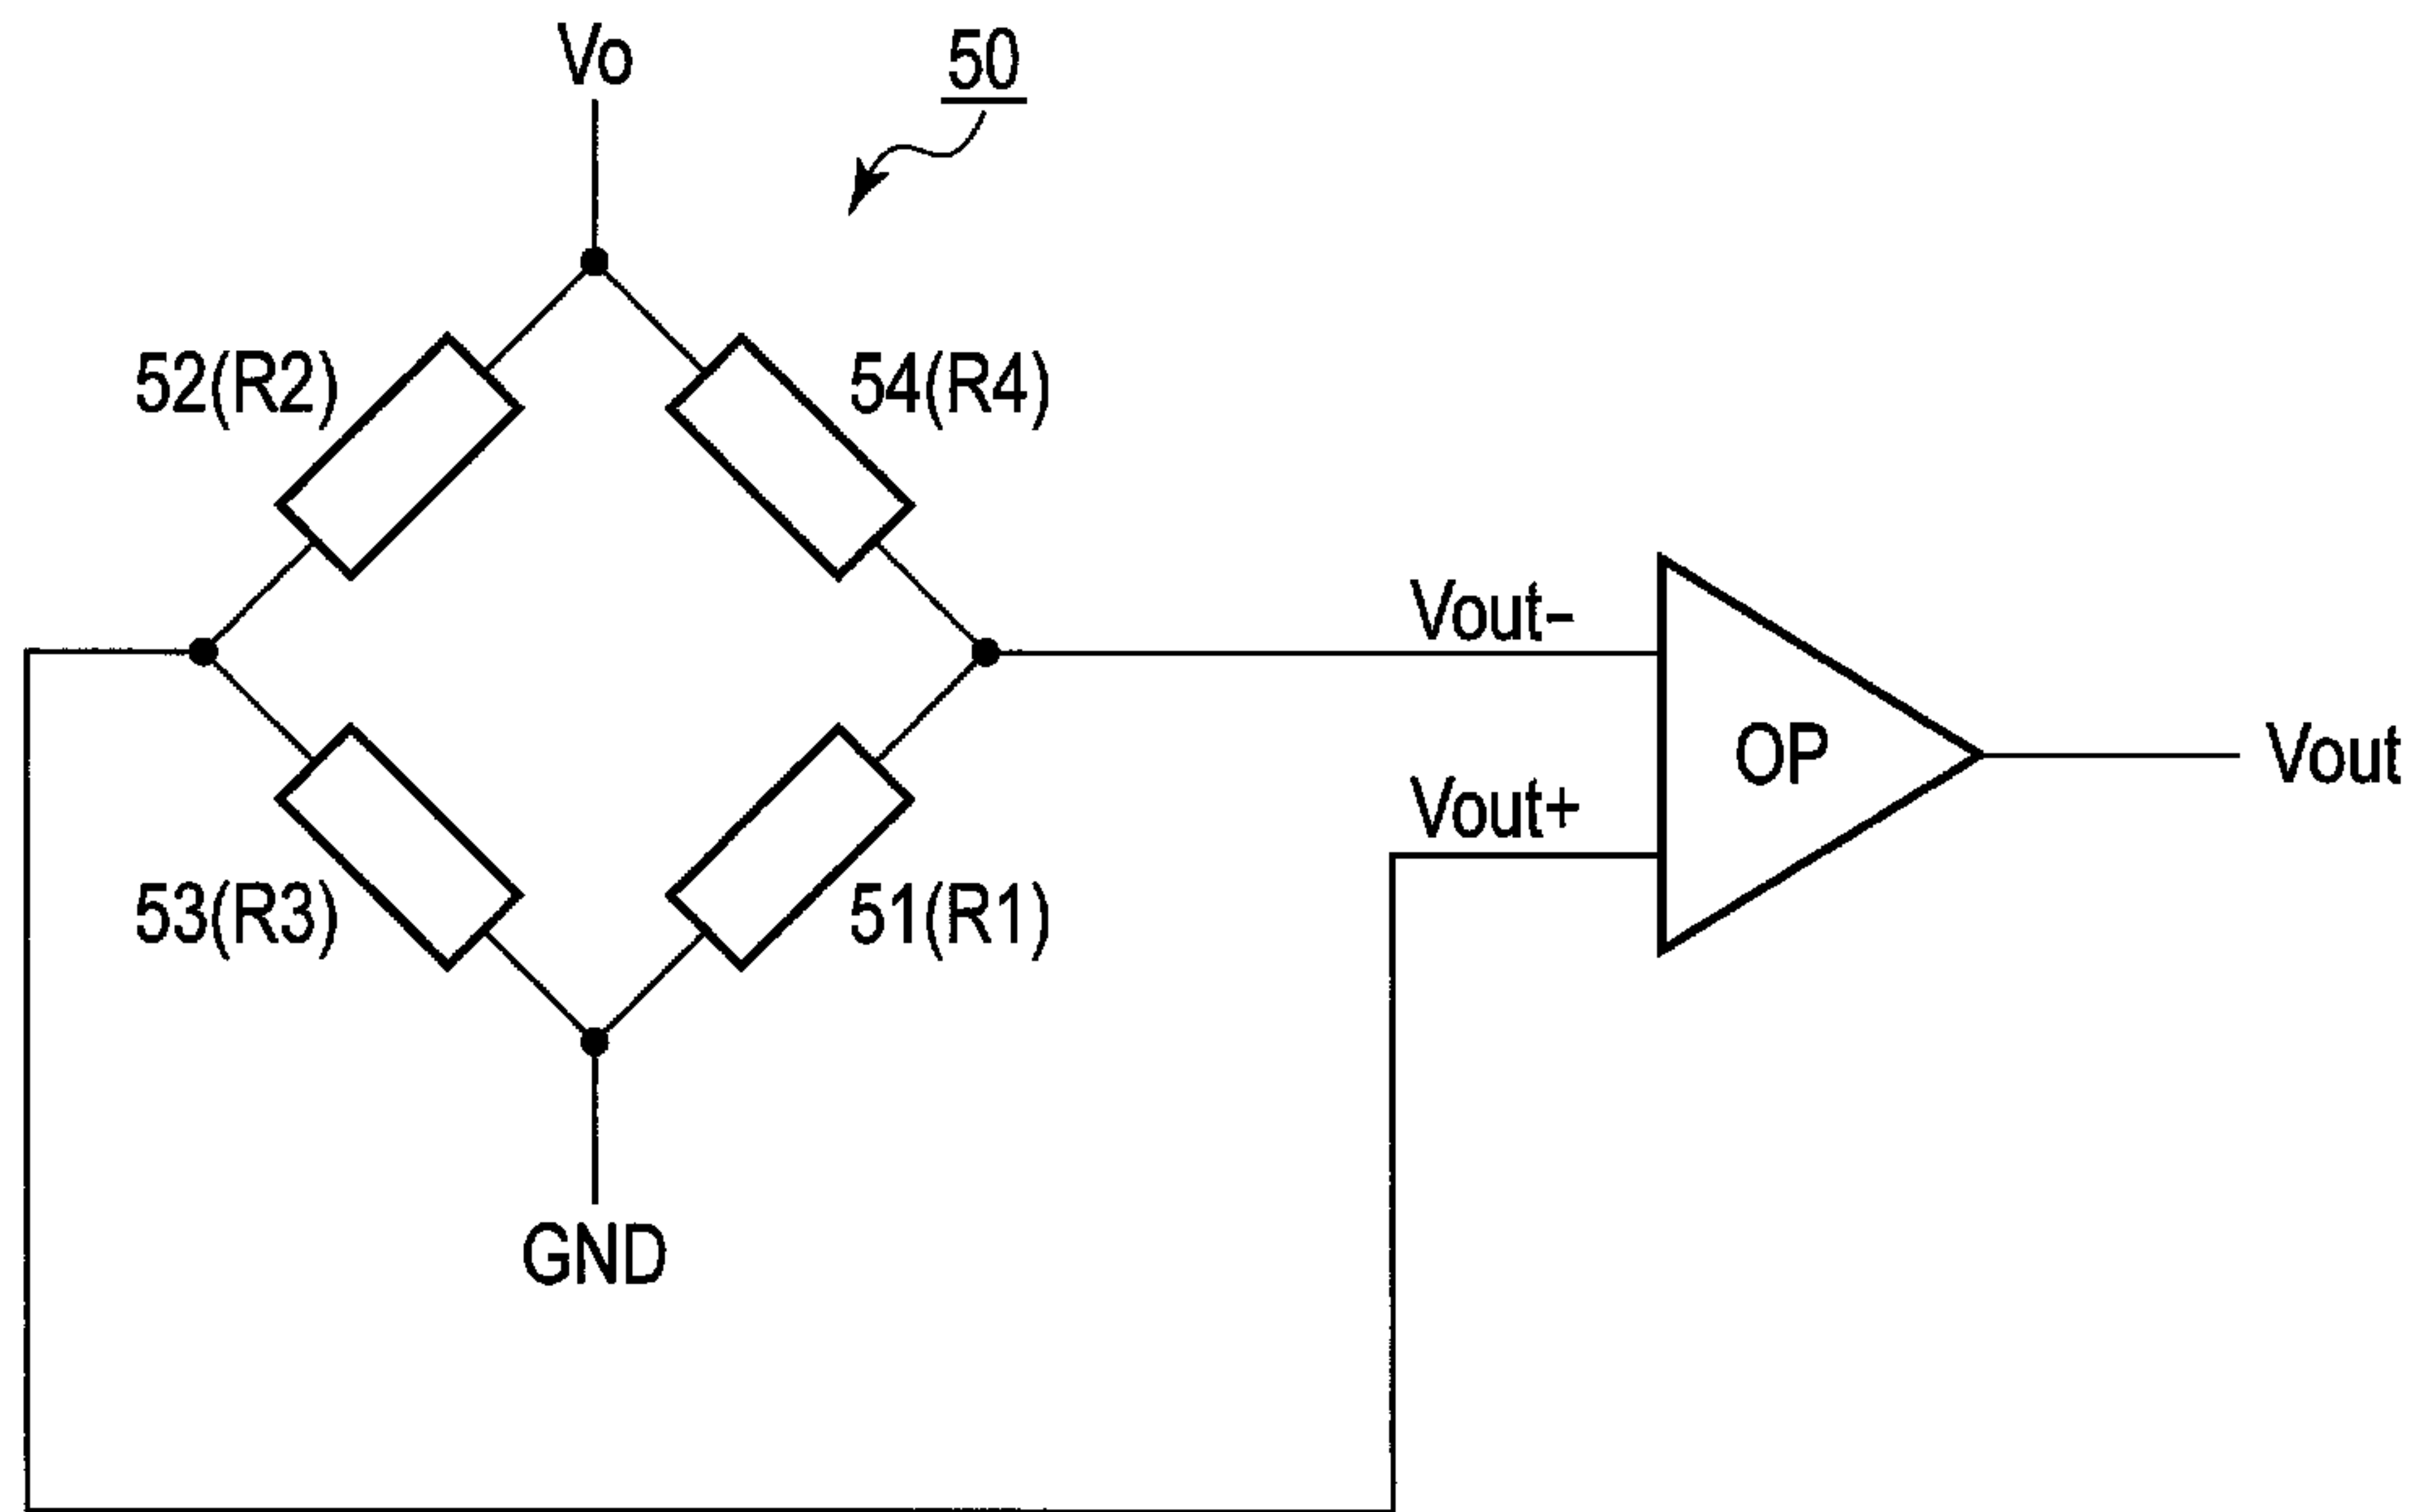 Vo
50
52(R2)
54(R4)
Vout-
OP
Vout
Vout+
53(R3)
51(R1)
GND